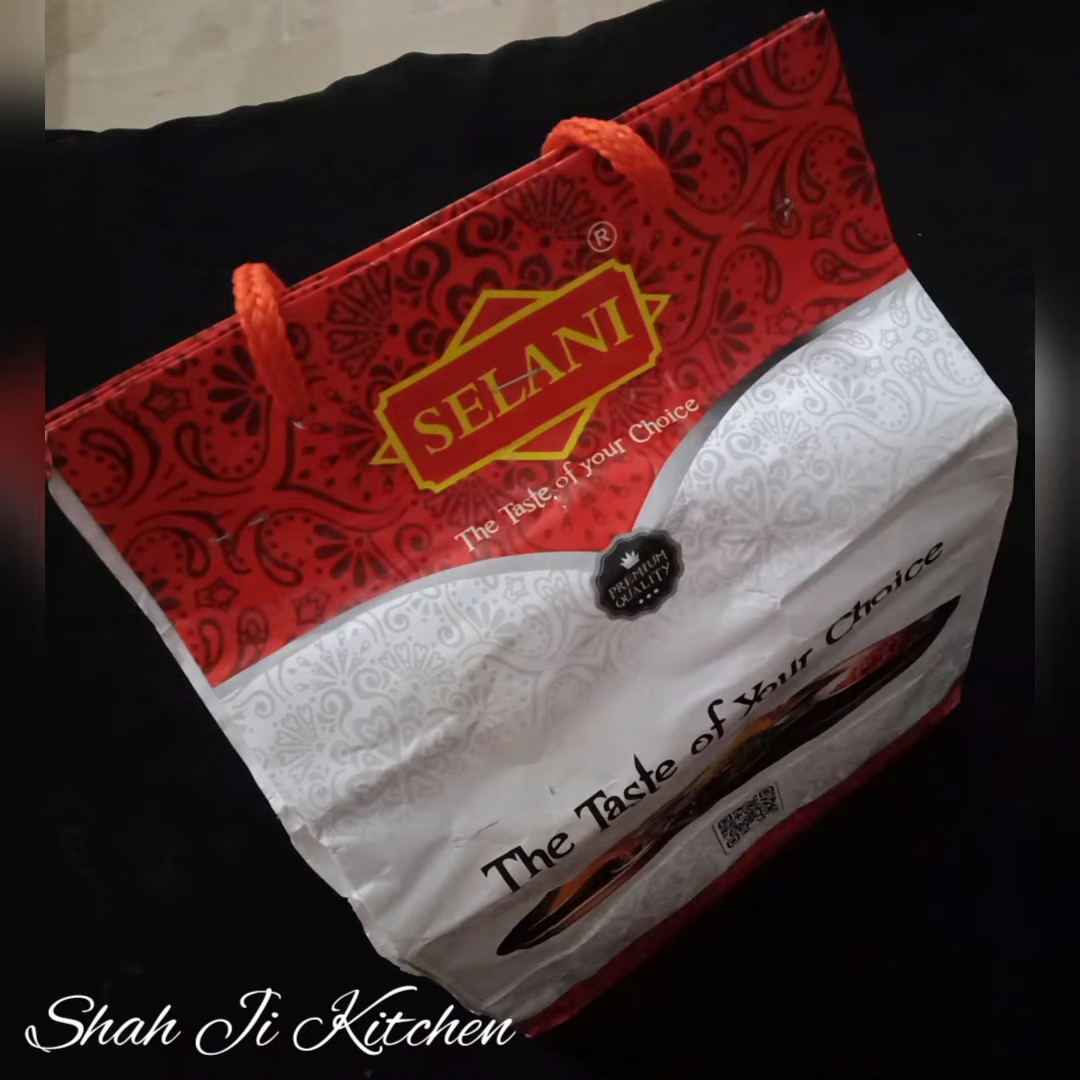 ®
SELANI
The Taste of your Choice
PREMIUM
QUALITY
The Taste of Your Choice
Shah Ji Kitchen